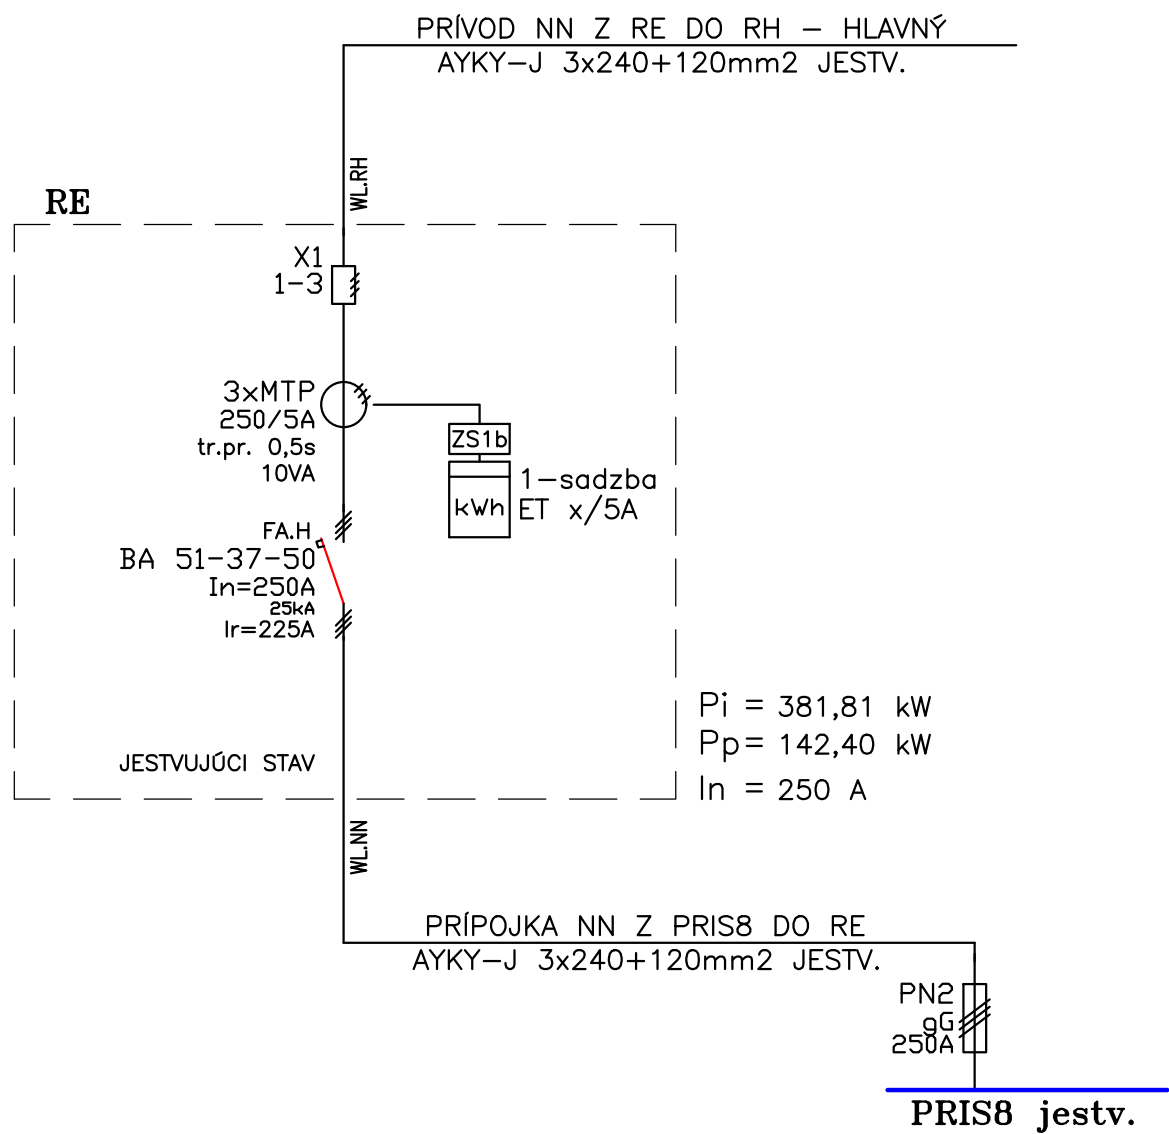 PRÍVOD NN Z RE DO RH – HLAVNÝ
AYKY–J 3x240+120mm2 JESTV.
WL.RH
RE
X1
1–3
3xMTP
250/5A
tr.pr. 0,5s
10VA
ZS1b
kWh
1–sadzba
ET x/5A
FA.H
BA 51–37–50
In=250A
25kA
Ir=225A
Pi = 381,81 kW
Pp= 142,40 kW
In = 250 A
JESTVUJÚCI STAV
WL.NN
PRÍPOJKA NN Z PRIS8 DO RE
AYKY–J 3x240+120mm2 JESTV.
PN2
gG
250A
PRIS8 jestv.